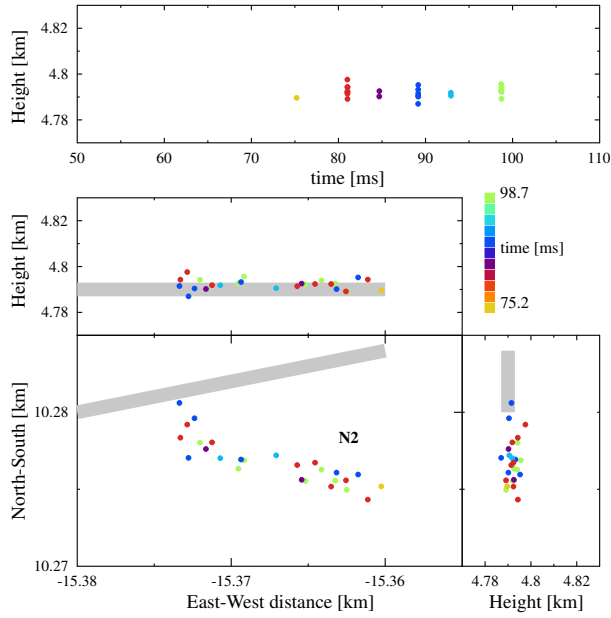 4.82
4.8
4.78
Height [km]
50 60 70 80 90 100 110
time [ms]
4.82
4.8
4.78
Height [km]
98.7
time [ms]
75.2
10.28
10.27
North-South [km]
N2
-15.38 -15.37 -15.36
East-West distance [km]
4.78 4.8 4.82
Height [km]